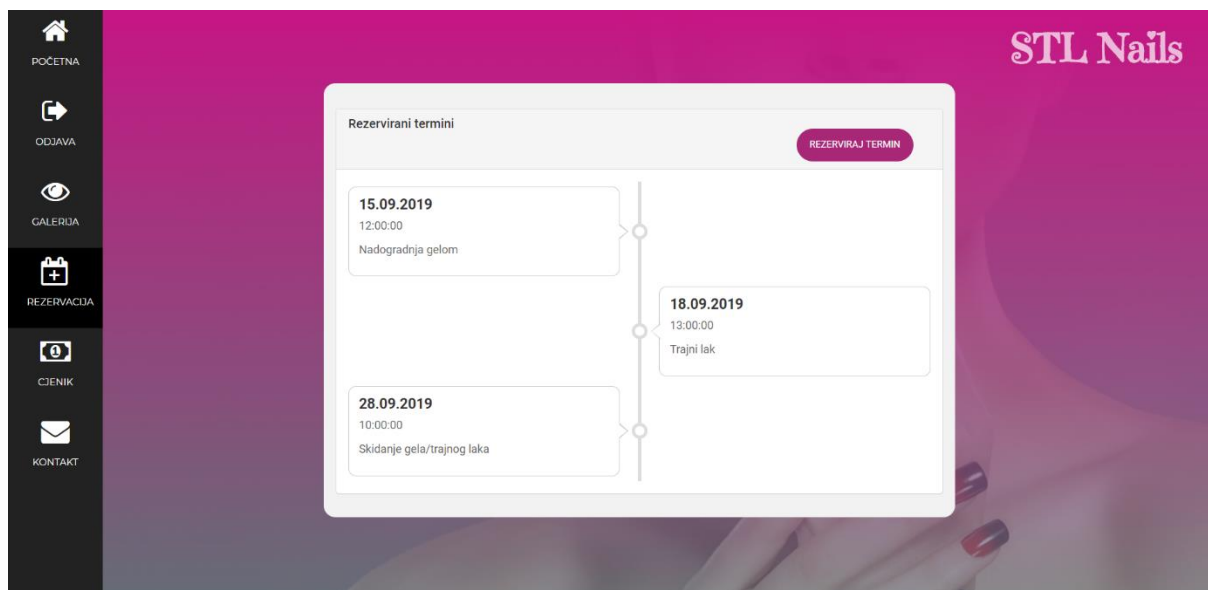 POČETNA
ODJAVA
GALERIJA
REZERVACIJA
CJENIK
KONTAKT
STL Nails
Rezervirani termini
REZERVIRAJ TERMIN
15.09.2019
12:00:00
Nadogradnja gelom
18.09.2019
13:00:00
Trajni lak
28.09.2019
10:00:00
Skidanje gela/trajnog laka